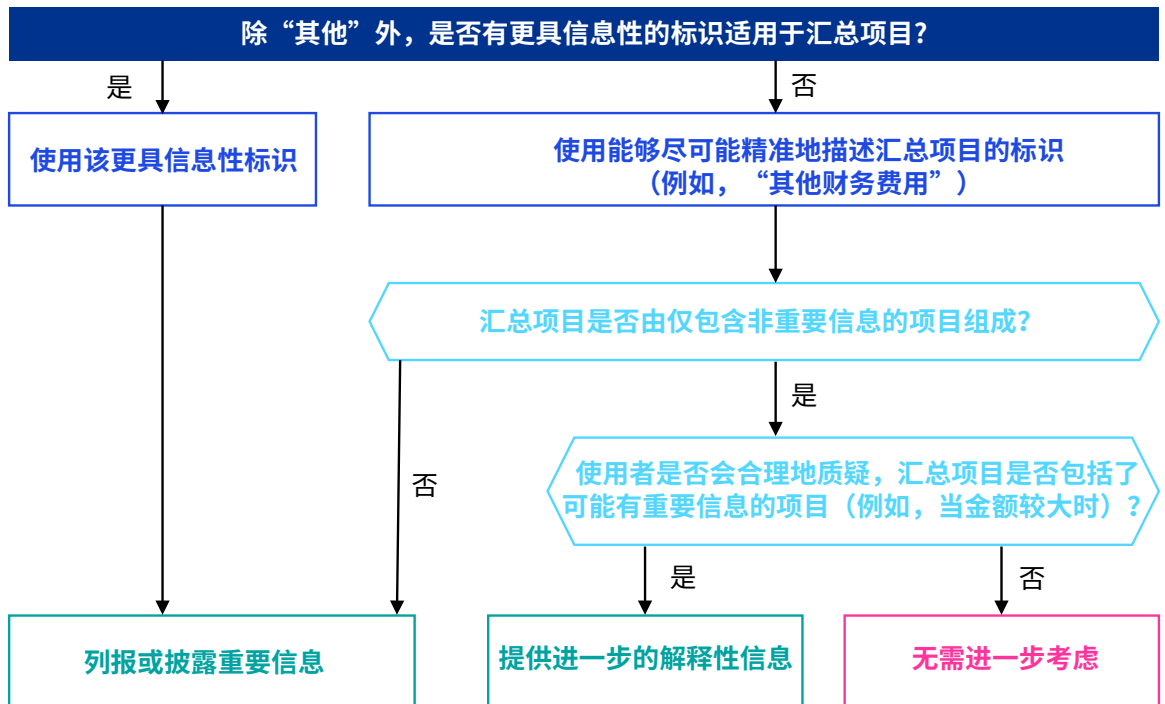 除“其他”外，是否有更具信息性的标识适用于汇总项目？
是
否
使用该更具信息性标识
使用能够尽可能精准地描述汇总项目的标识
（例如，“其他财务费用”）
汇总项目是否由仅包含非重要信息的项目组成？
是
否
使用者是否会合理地质疑，汇总项目是否包括了
可能有重要信息的项目（例如，当金额较大时）？
是
否
列报或披露重要信息
提供进一步的解释性信息
无需进一步考虑